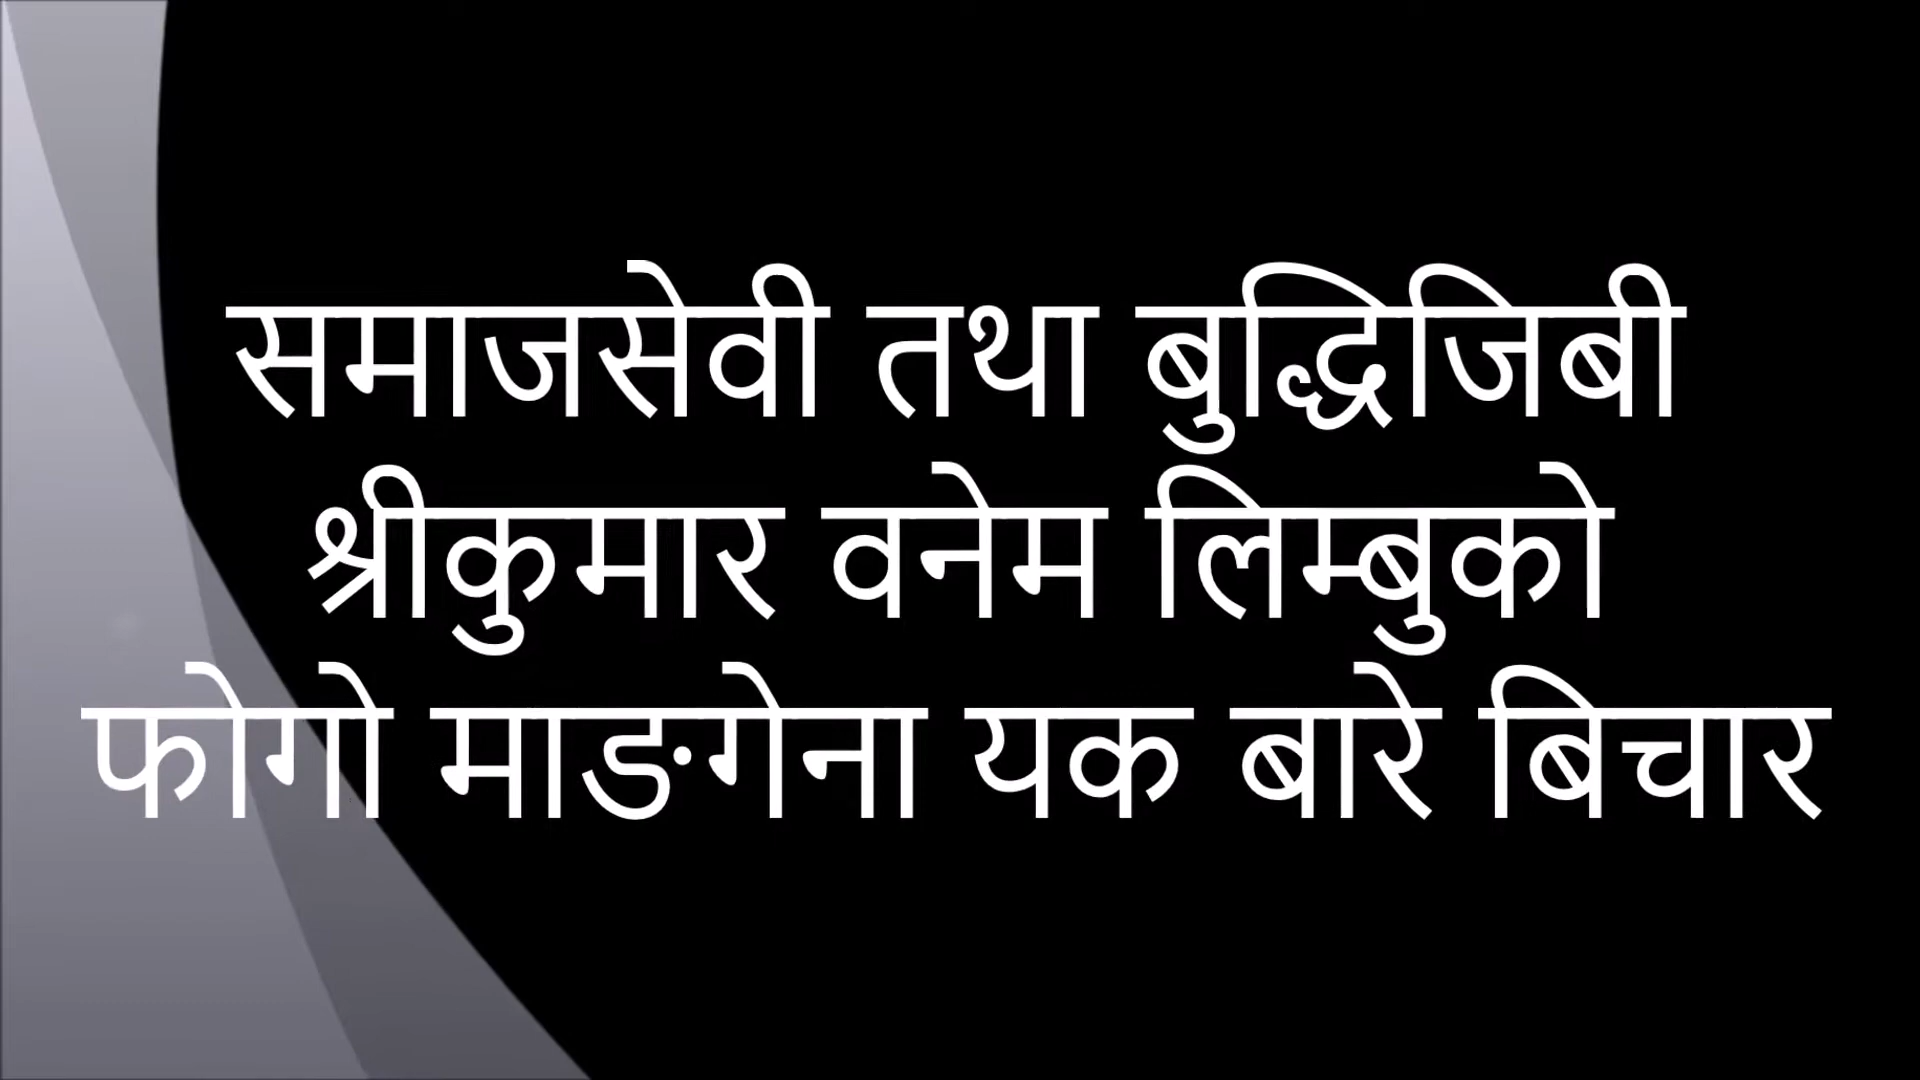 समाजसेवी तथा बुद्धिजिबी
श्रीकुमार वनेम लिम्बुको
फोगो माङगेना यक बारे बिचार